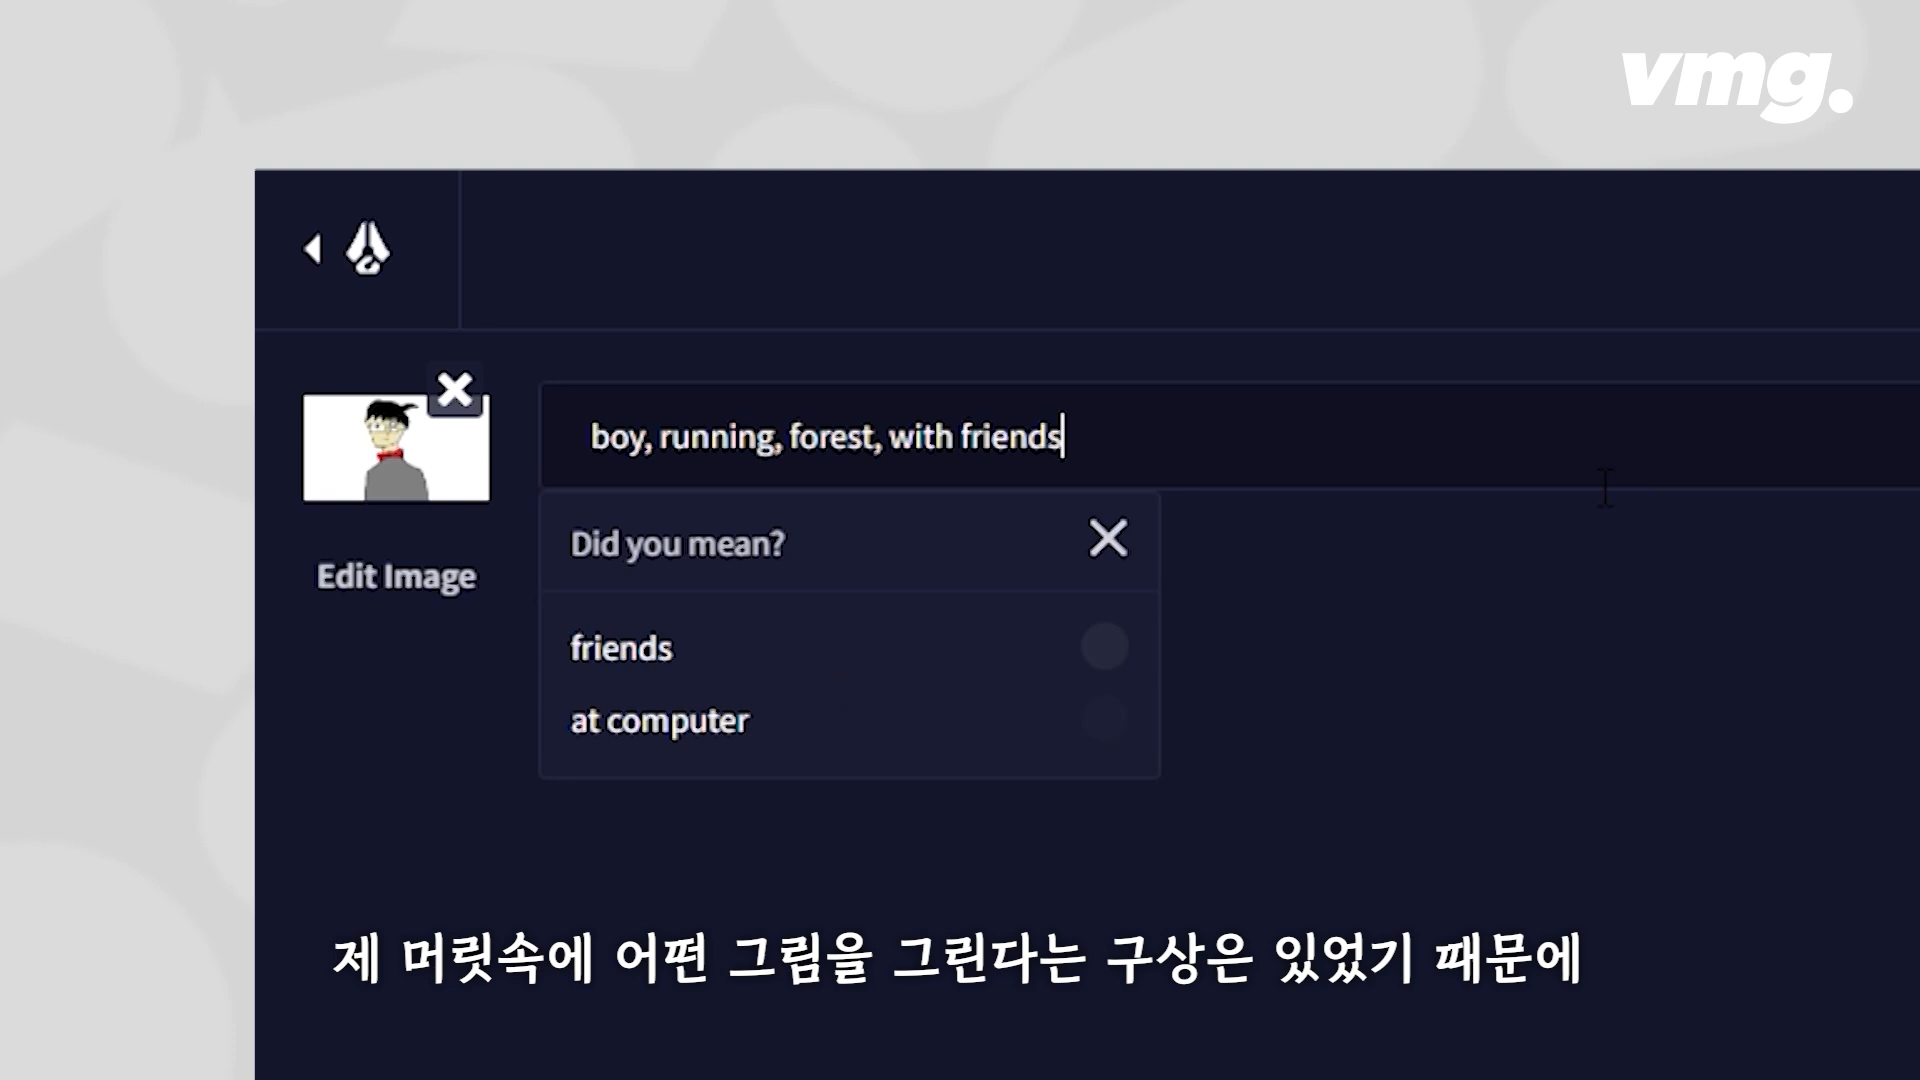 vmg.
boy, running, forest, with friends
Did you mean?
Edit Image
friends
at computer
제 머릿속에 어떤 그림을 그린다는 구상은 있었기 때문에